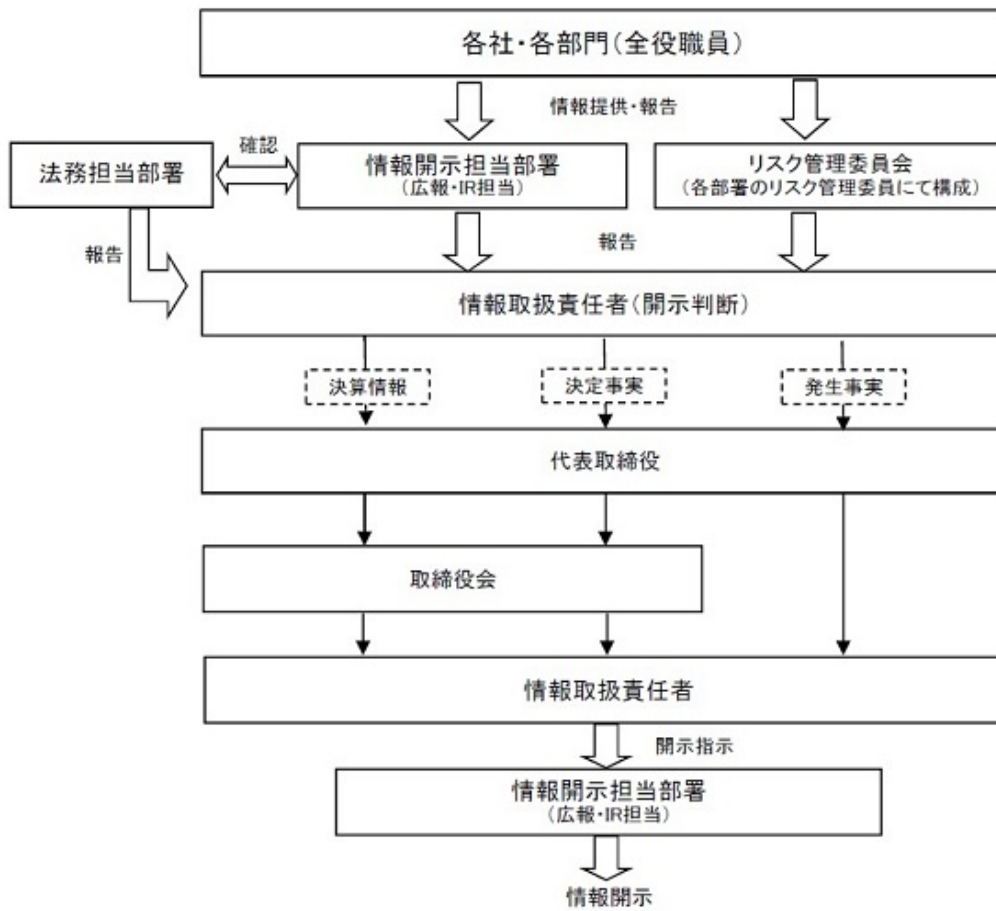 各社・各部門（全役職員）
情報提供・報告
法務担当部署
確認
情報開示担当部署
（広報・IR担当）
リスク管理委員会
（各部署のリスク管理委員にて構成）
報告
報告
情報取扱責任者（開示判断）
決算情報
決定事実
発生事実
代表取締役
取締役会
情報取扱責任者
開示指示
情報開示担当部署
（広報・IR担当）
情報開示